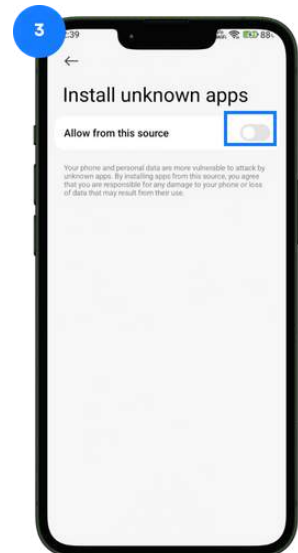 3
:39
88
Install unknown apps
Allow from this source
Your phone and personal data are more vulnerable to attack by
unknown apps. By installing apps from this source, you agree
that you are responsible for any damage to your phone or loss
of data that may result from their use.